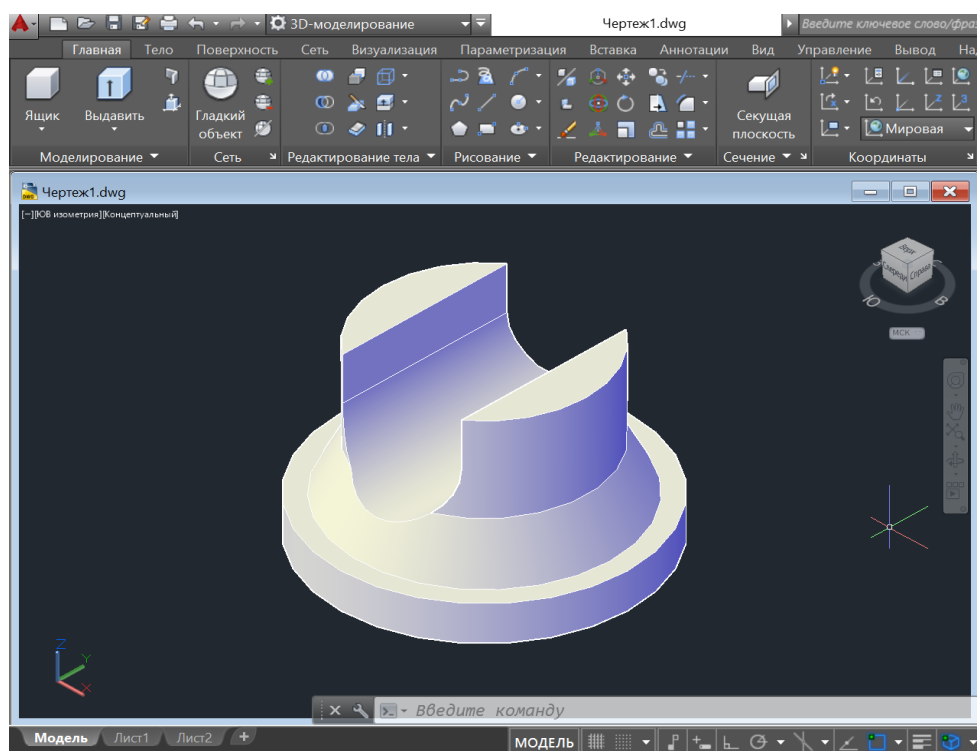 3D-моделирование Чертеж1.dwg Введите ключевое слово/фраз
Главная Тело Поверхность Сеть Визуализация Параметризация Вставка Аннотации Вид Управление Вывод На
Ящик Выдавить Гладкий объект Секущая плоскость Мировая
Моделирование Сеть Редактирование тела Рисование Редактирование Сечение Координаты
Чертеж1.dwg
[−][ЮВ изометрия][Концептуальный]
Верх
Спереди Справа
Ю В
МСК
Z
Y
X
Введите команду
Модель Лист1 Лист2 +
МОДЕЛЬ